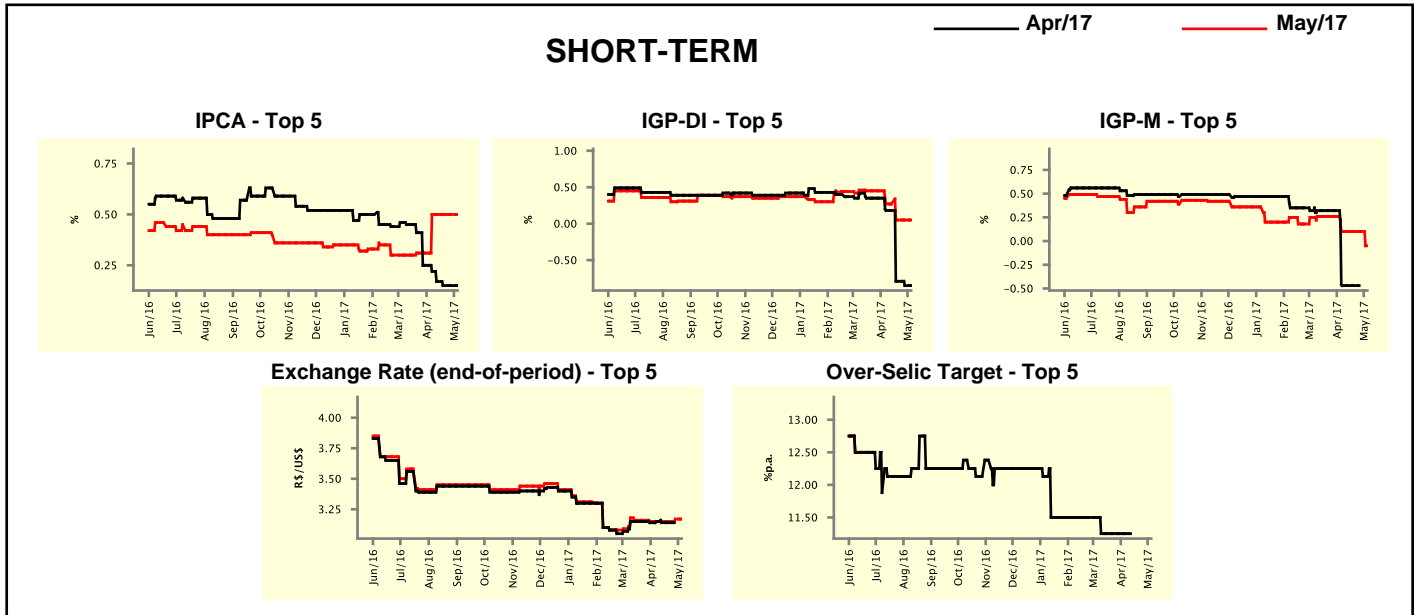 Apr/17 May/17
SHORT-TERM
IPCA - Top 5
%
0.75
0.50
0.25
Jun/16 Jul/16 Aug/16 Sep/16 Oct/16 Nov/16 Dec/16 Jan/17 Feb/17 Mar/17 Apr/17 May/17
IGP-DI - Top 5
%
1.00
0.50
0.00
−0.50
Jun/16 Jul/16 Aug/16 Sep/16 Oct/16 Nov/16 Dec/16 Jan/17 Feb/17 Mar/17 Apr/17 May/17
IGP-M - Top 5
%
0.75
0.50
0.25
0.00
−0.25
−0.50
Jun/16 Jul/16 Aug/16 Sep/16 Oct/16 Nov/16 Dec/16 Jan/17 Feb/17 Mar/17 Apr/17 May/17
Exchange Rate (end-of-period) - Top 5
R$/US$
4.00
3.75
3.50
3.25
Jun/16 Jul/16 Aug/16 Sep/16 Oct/16 Nov/16 Dec/16 Jan/17 Feb/17 Mar/17 Apr/17 May/17
Over-Selic Target - Top 5
%p.a.
13.00
12.50
12.00
11.50
Jun/16 Jul/16 Aug/16 Sep/16 Oct/16 Nov/16 Dec/16 Jan/17 Feb/17 Mar/17 Apr/17 May/17